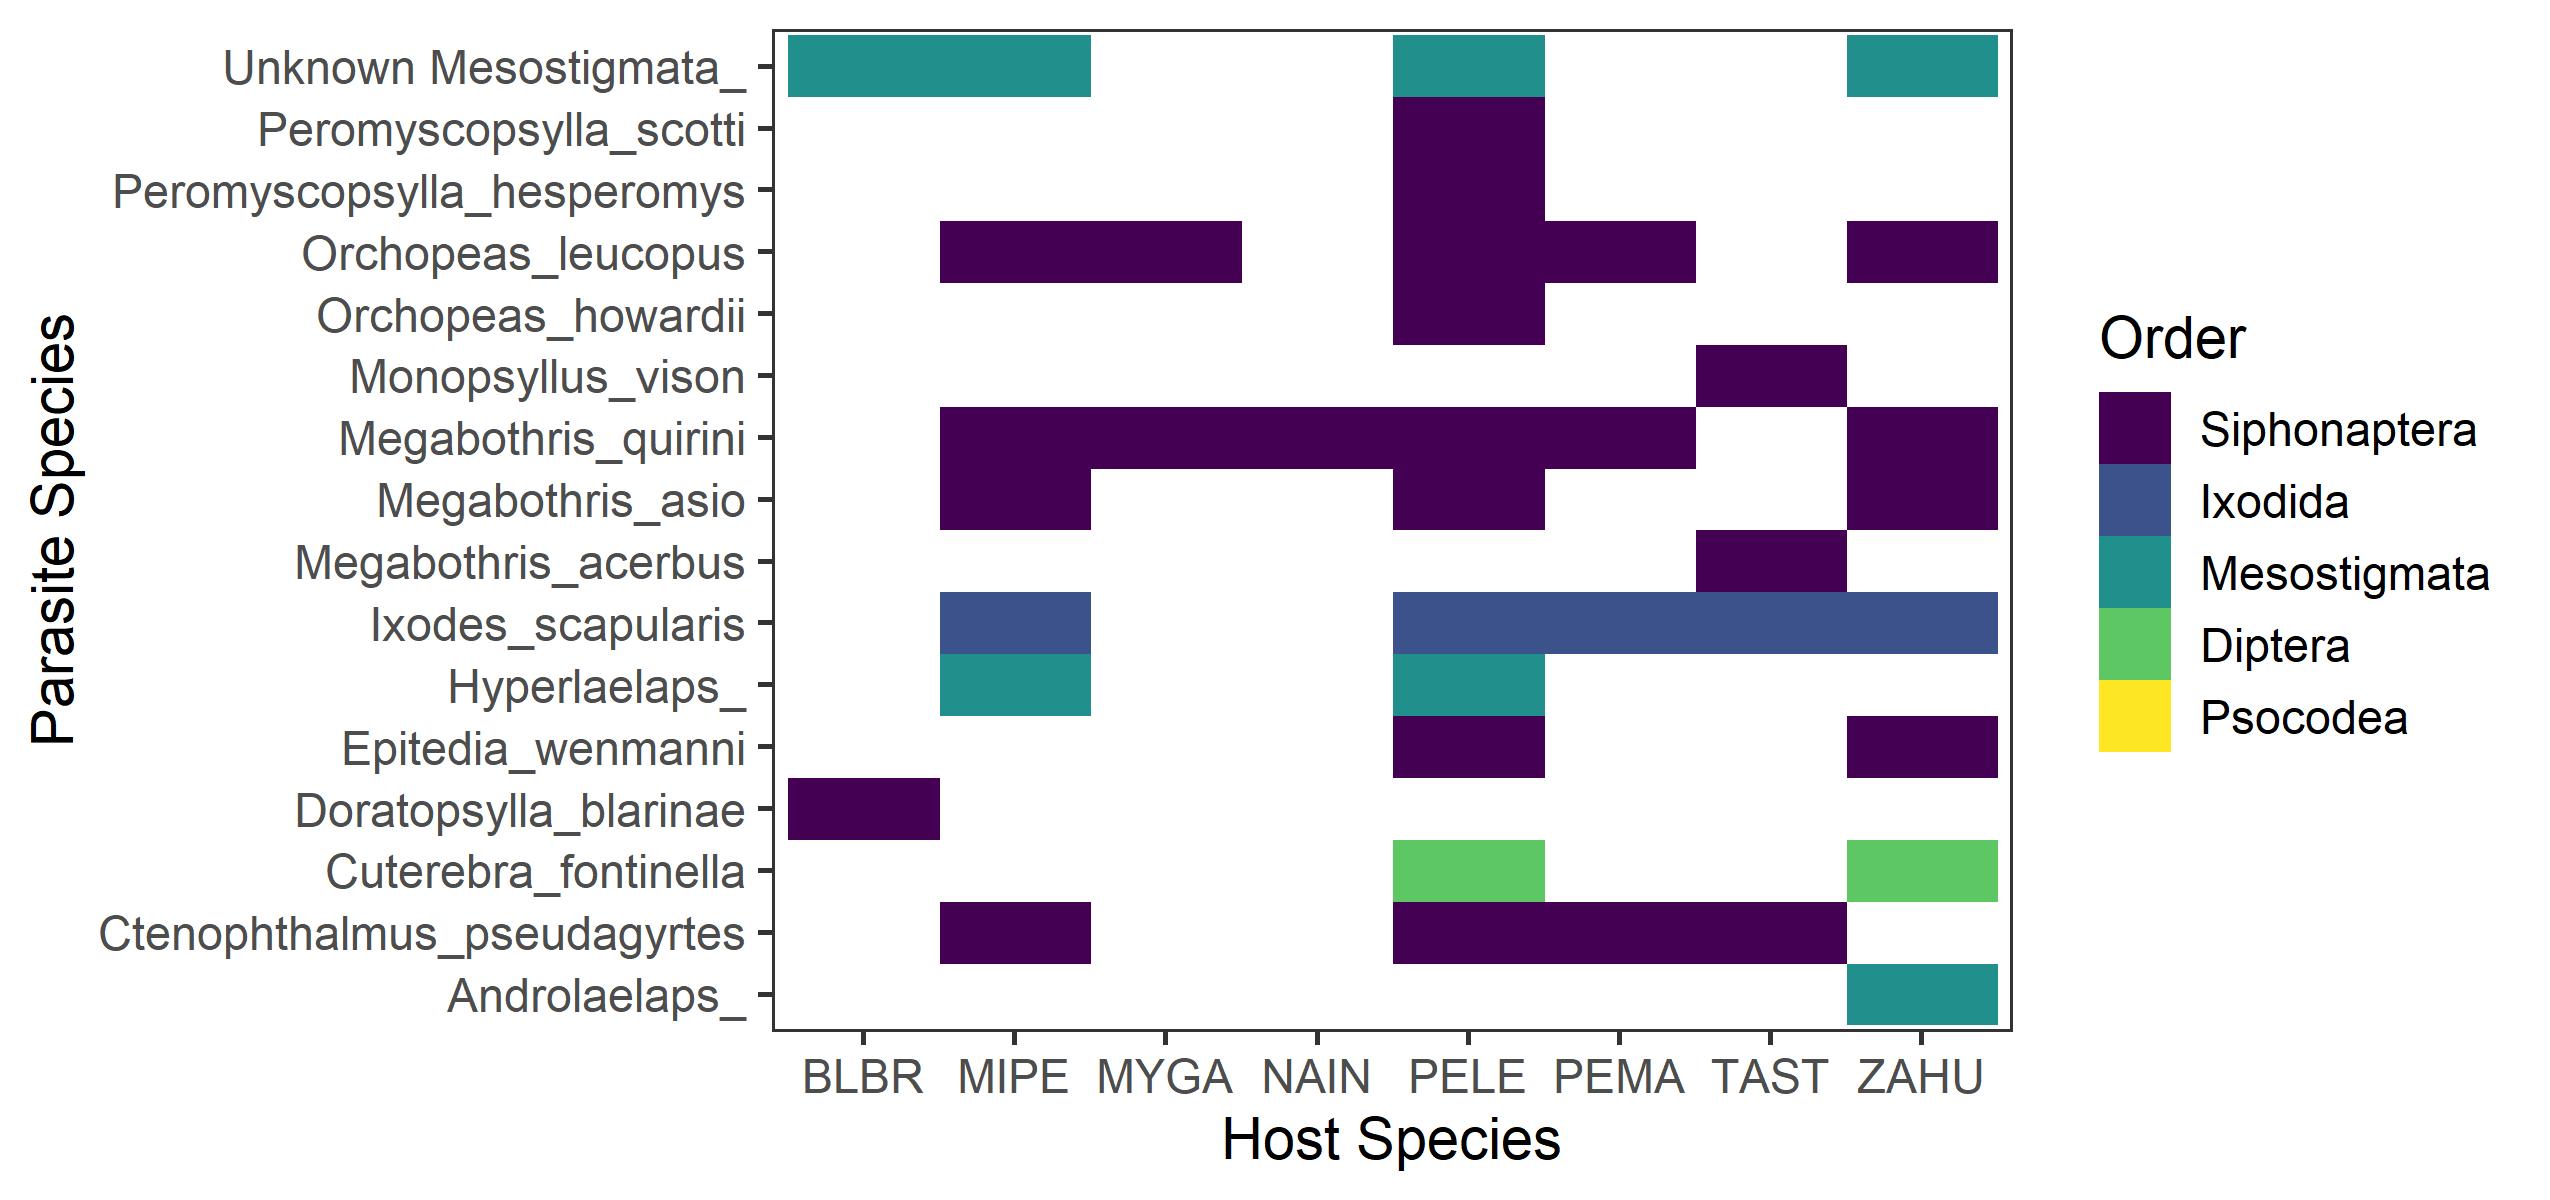 Parasite Species
Unknown Mesostigmata_
Peromyscopsylla_scotti
Peromyscopsylla_hesperomys
Orchopeas_leucopus
Orchopeas_howardii
Monopsyllus_vison
Megabothris_quirini
Megabothris_asio
Megabothris_acerbus
Ixodes_scapularis
Hyperlaelaps_
Epitedia_wenmanni
Doratopsylla_blarinae
Cuterebra_fontinella
Ctenophthalmus_pseudagyrtes
Androlaelaps_
BLBR MIPE MYGA NAIN PELE PEMA TAST ZAHU
Host Species
Order
Siphonaptera
Ixodida
Mesostigmata
Diptera
Psocodea